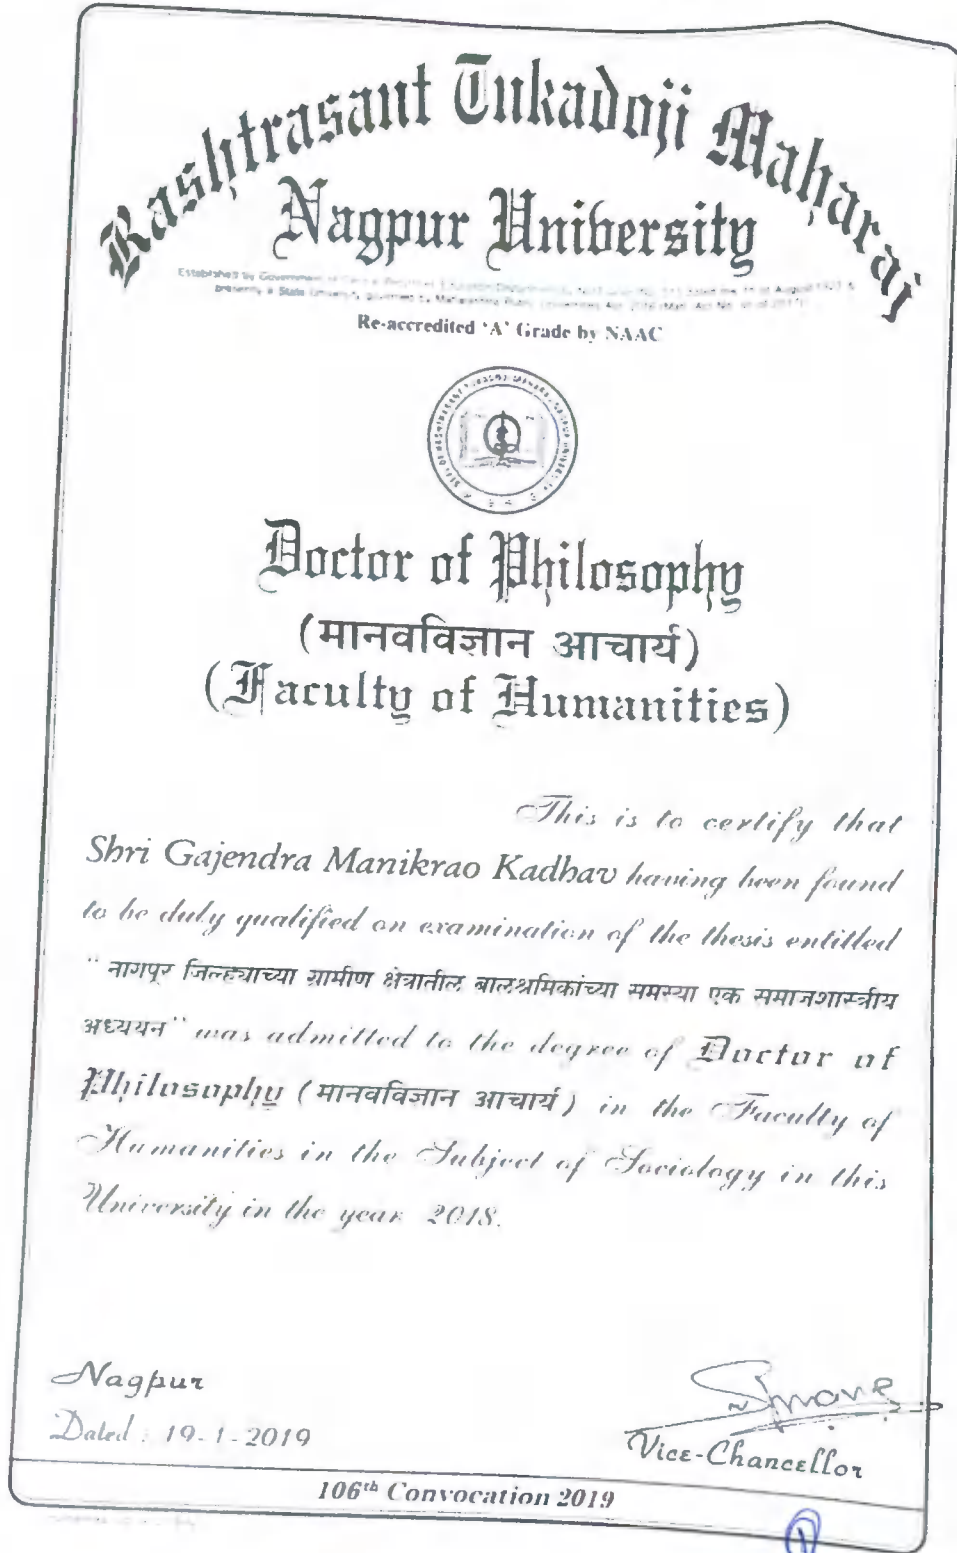 Rashtrasant Tukadoji Maharaj
Nagpur University
Re-accredited 'A' Grade by NAAC
Doctor of Philosophy
(मानवविज्ञान आचार्य)
(Faculty of Humanities)
This is to certify that
Shri Gajendra Manikrao Kadhav having been found
to be duly qualified on examination of the thesis entitled
" नागपूर जिल्ह्याच्या ग्रामीण क्षेत्रातील बालश्रमिकांच्या समस्या एक समाजशास्त्रीय
अध्ययन" was admitted to the degree of Doctor of
Philosophy (मानवविज्ञान आचार्य) in the Faculty of
Humanities in the Subject of Sociology in this
University in the year 2018.
Nagpur
Dated : 19-1-2019
Vice-Chancellor
106th Convocation 2019
1